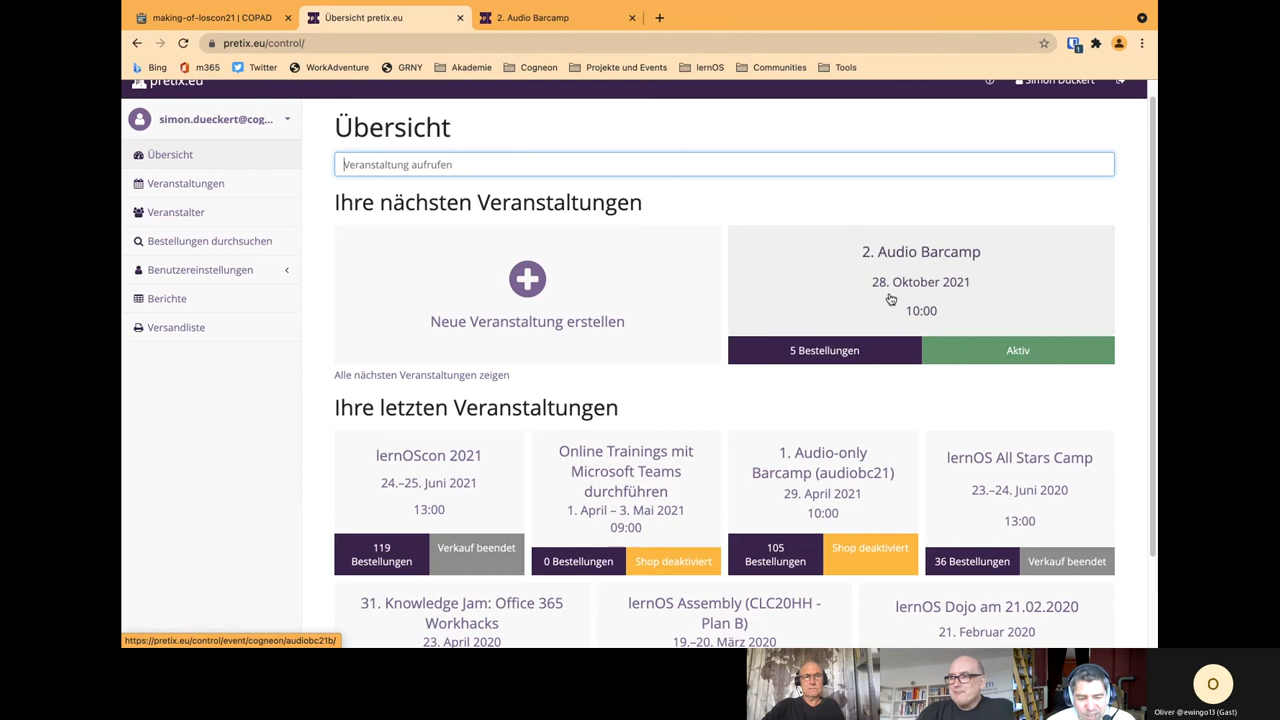 making-of-loscon21 | COPAD
Übersicht pretix.eu
2. Audio Barcamp
pretix.eu/control/
1
Bing
m365
Twitter
WorkAdventure
GRNY
Akademie
Cogneon
Projekte und Events
lernOS
Communities
Tools
pretix.eu
Simon Dückert
simon.dueckert@cog...
Übersicht
Veranstaltungen
Veranstalter
Bestellungen durchsuchen
Benutzereinstellungen
Berichte
Versandliste
Übersicht
Veranstaltung aufrufen
Ihre nächsten Veranstaltungen
Neue Veranstaltung erstellen
2. Audio Barcamp
28. Oktober 2021
10:00
5 Bestellungen
Aktiv
Alle nächsten Veranstaltungen zeigen
Ihre letzten Veranstaltungen
lernOScon 2021
24.–25. Juni 2021
13:00
119
Bestellungen
Verkauf beendet
Online Trainings mit
Microsoft Teams
durchführen
1. April – 3. Mai 2021
09:00
0 Bestellungen
Shop deaktiviert
1. Audio-only
Barcamp (audiobc21)
29. April 2021
10:00
105
Bestellungen
Shop deaktiviert
lernOS All Stars Camp
23.–24. Juni 2020
13:00
36 Bestellungen
Verkauf beendet
31. Knowledge Jam: Office 365
Workhacks
23. April 2020
lernOS Assembly (CLC20HH -
Plan B)
19.–20. März 2020
lernOS Dojo am 21.02.2020
21. Februar 2020
https://pretix.eu/control/event/cogneon/audiobc21b/
O
Oliver @ewingo13 (Gast)